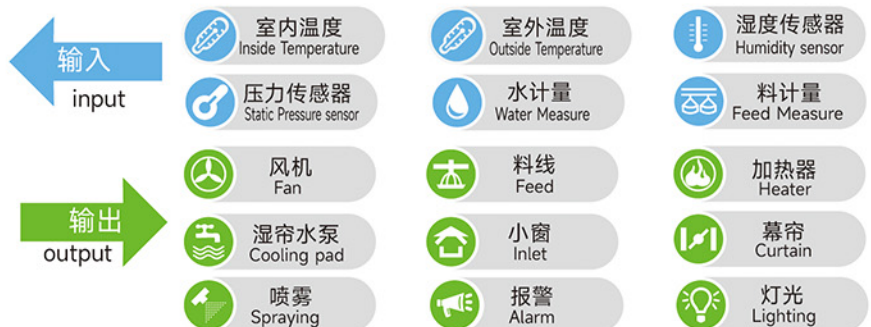 输入
input
室内温度
Inside Temperature
室外温度
Outside Temperature
湿度传感器
Humidity sensor
压力传感器
Static Pressure sensor
水计量
Water Measure
料计量
Feed Measure
输出
output
风机
Fan
料线
Feed
加热器
Heater
湿帘水泵
Cooling pad
小窗
Inlet
幕帘
Curtain
喷雾
Spraying
报警
Alarm
灯光
Lighting